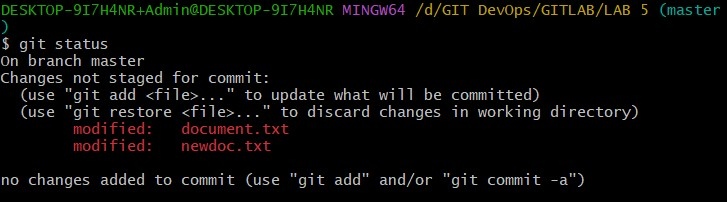 DESKTOP-9I7H4NR+Admin@DESKTOP-9I7H4NR MINGW64 /d/GIT DevOps/GITLAB/LAB 5 (master
)
$ git status
On branch master
Changes not staged for commit:
  (use "git add <file>..." to update what will be committed)
  (use "git restore <file>..." to discard changes in working directory)
        modified:   document.txt
        modified:   newdoc.txt

no changes added to commit (use "git add" and/or "git commit -a")